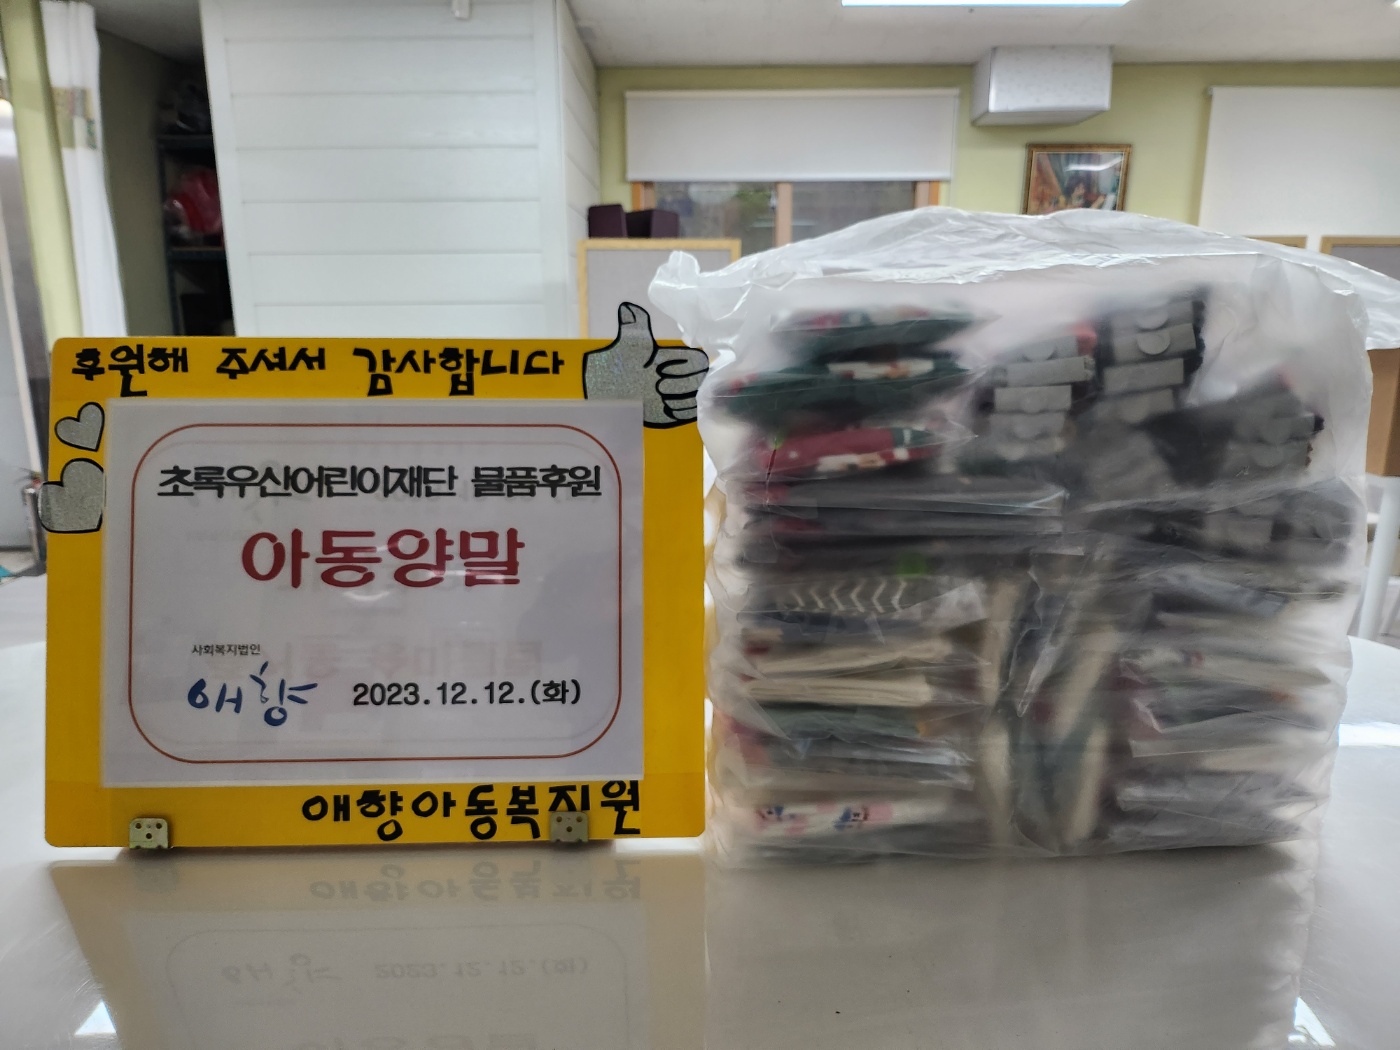 후원해 주셔서 감사합니다
초록우산어린이재단 물품후원
아동양말
사회복지법인
애향
2023.12.12.(화)
애향아동복지원